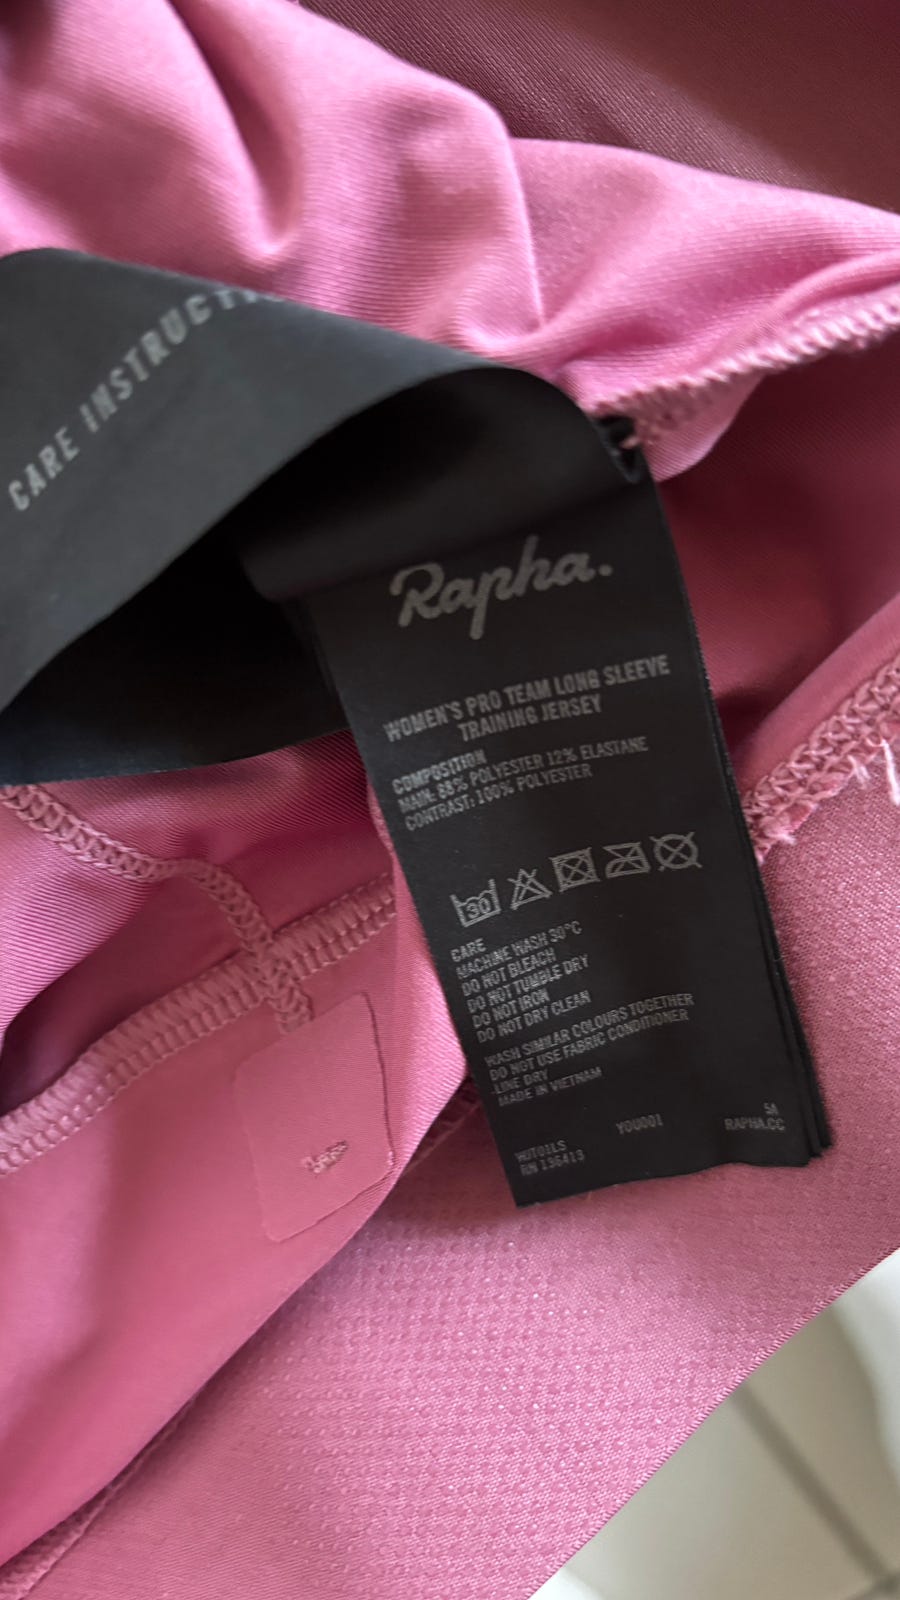 CARE INSTRUCTI
Rapha.
WOMEN'S PRO TEAM LONG SLEEVE
TRAINING JERSEY
COMPOSITION
MAIN: 88% POLYESTER 12% ELASTANE
CONTRAST: 100% POLYESTER
30
CARE
MACHINE WASH 30°C
DO NOT BLEACH
DO NOT TUMBLE DRY
DO NOT IRON
DO NOT DRY CLEAN
WASH SIMILAR COLOURS TOGETHER
DO NOT USE FABRIC CONDITIONER
LINE DRY
MADE IN VIETNAM
5A
YOU001 RAPHA.CC
RN 136413